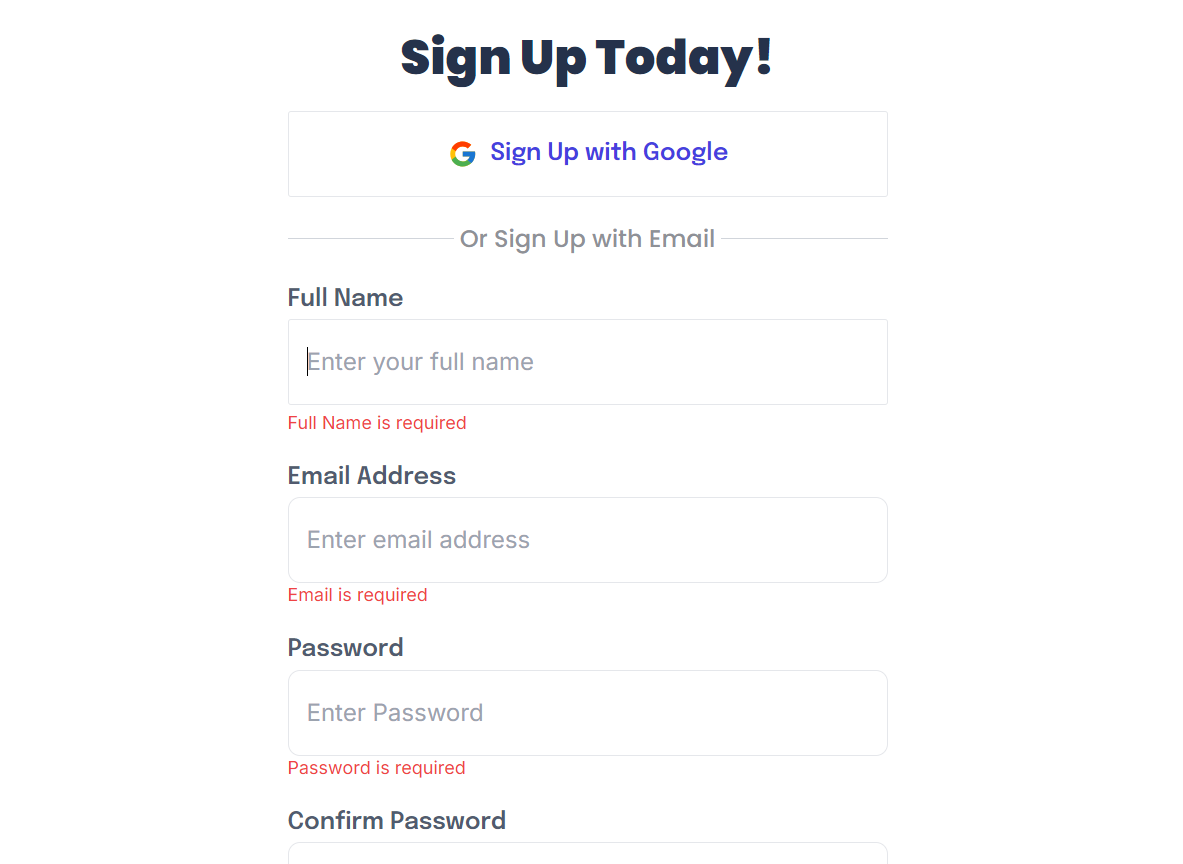 Sign Up Today!
Sign Up with Google
Or Sign Up with Email
Full Name
Enter your full name
Full Name is required
Email Address
Enter email address
Email is required
Password
Enter Password
Password is required
Confirm Password